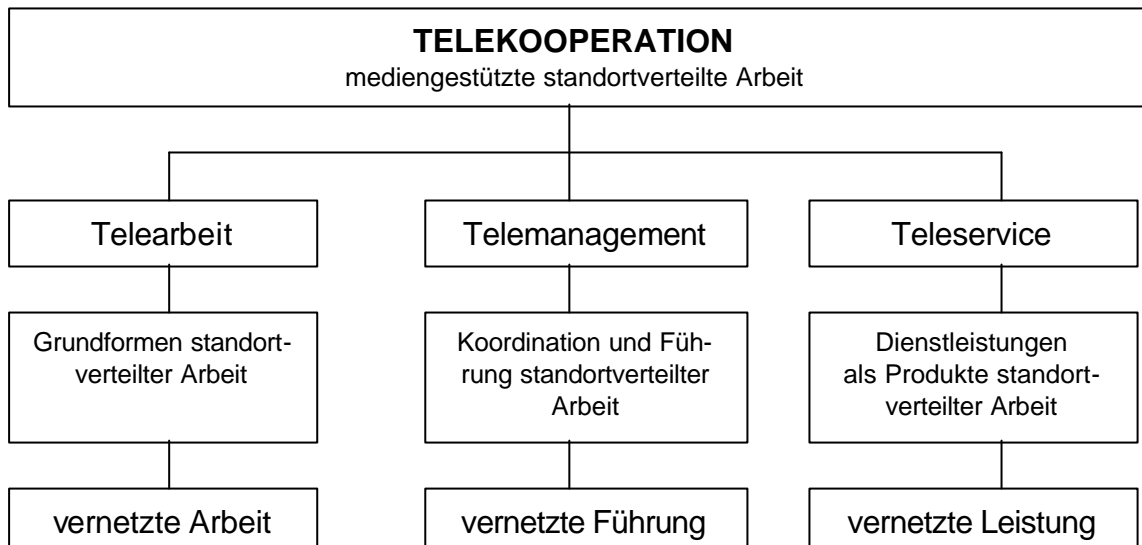 TELEKOOPERATION
mediengestützte standortverteilte Arbeit
Telearbeit
Telemanagement
Teleservice
Grundformen standort-
verteilter Arbeit
Koordination und Füh-
rung standortverteilter
Arbeit
Dienstleistungen
als Produkte standort-
verteilter Arbeit
vernetzte Arbeit
vernetzte Führung
vernetzte Leistung